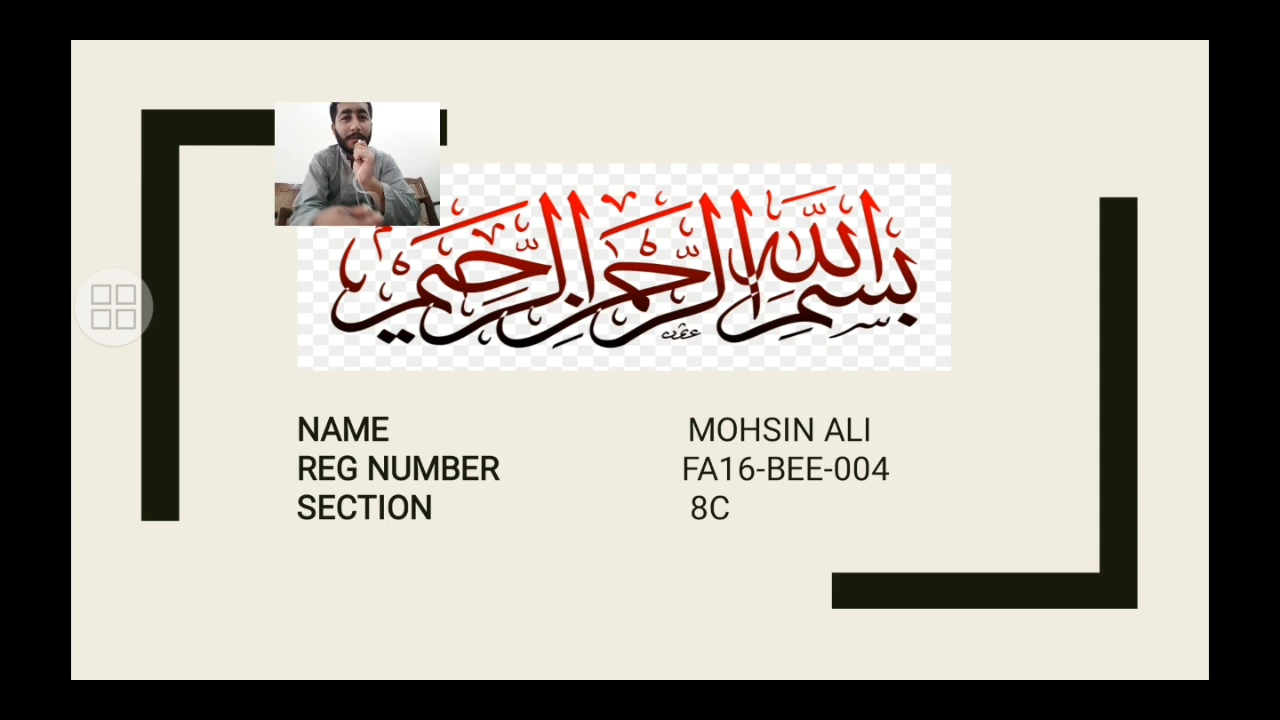 بسم الله الرحمن الرحيم
NAME MOHSIN ALI
REG NUMBER FA16-BEE-004
SECTION 8C